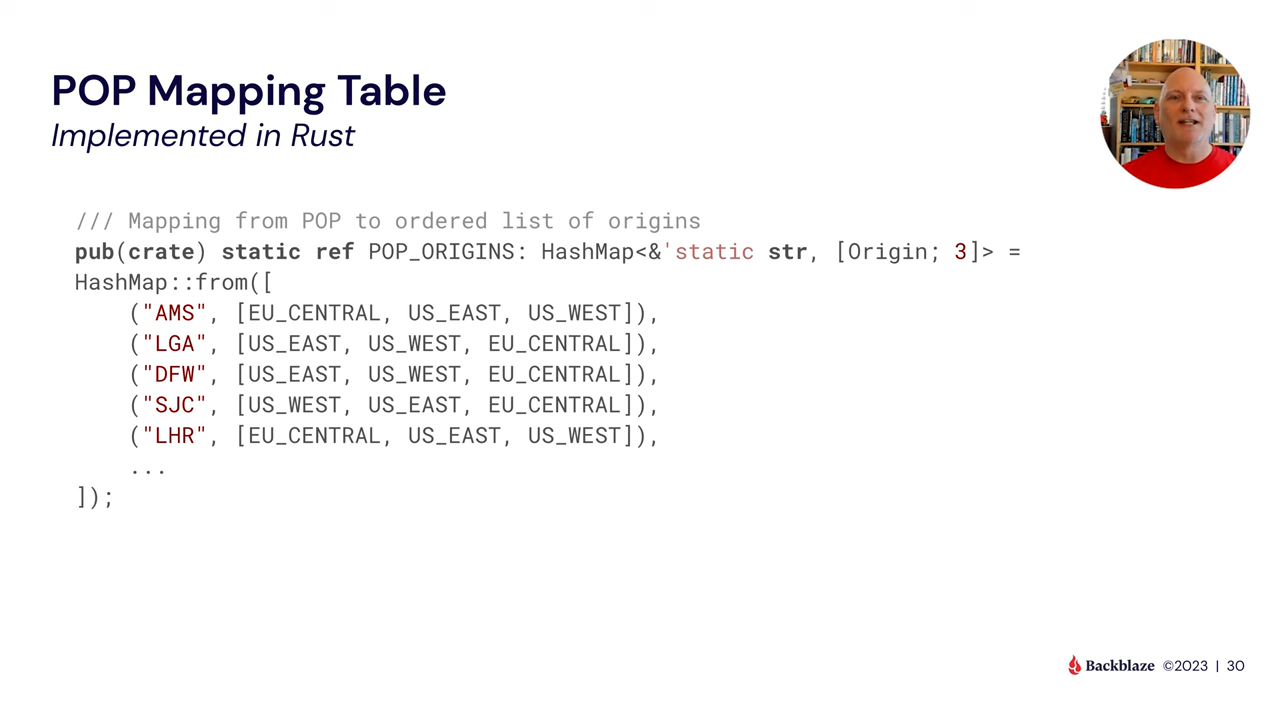 POP Mapping Table
Implemented in Rust
/// Mapping from POP to ordered list of origins
pub(crate) static ref POP_ORIGINS: HashMap<&'static str, [Origin; 3]> =
HashMap::from([
    ("AMS", [EU_CENTRAL, US_EAST, US_WEST]),
    ("LGA", [US_EAST, US_WEST, EU_CENTRAL]),
    ("DFW", [US_EAST, US_WEST, EU_CENTRAL]),
    ("SJC", [US_WEST, US_EAST, EU_CENTRAL]),
    ("LHR", [EU_CENTRAL, US_EAST, US_WEST]),
    ...
]);
Backblaze ©2023 | 30